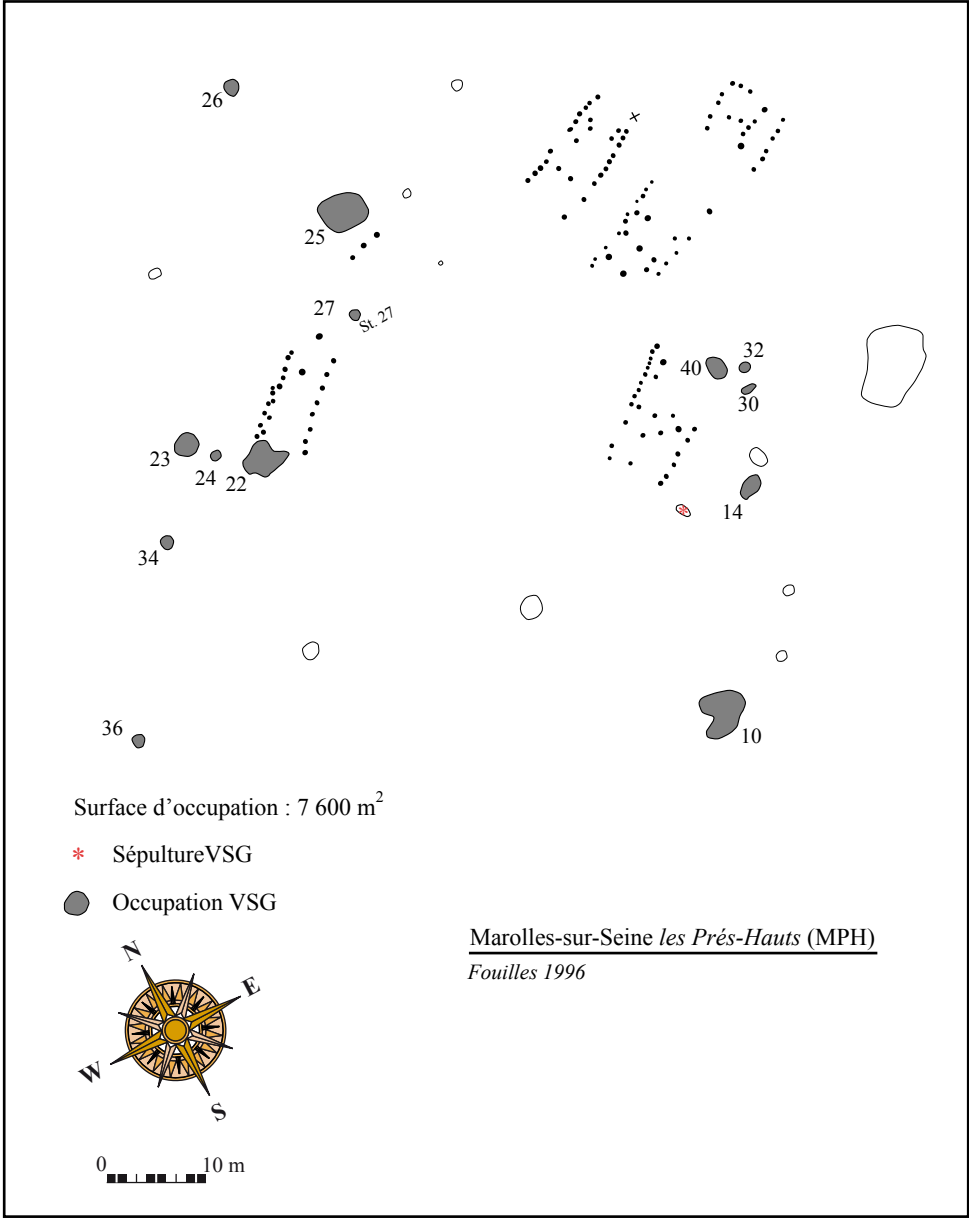 26
25
27
St. 27
40
32
30
23
24
22
14
34
36
10
Surface d'occupation : 7 600 m²
* SépultureVSG
Occupation VSG
Marolles-sur-Seine les Prés-Hauts (MPH)
Fouilles 1996
N
E
W
S
0 10 m